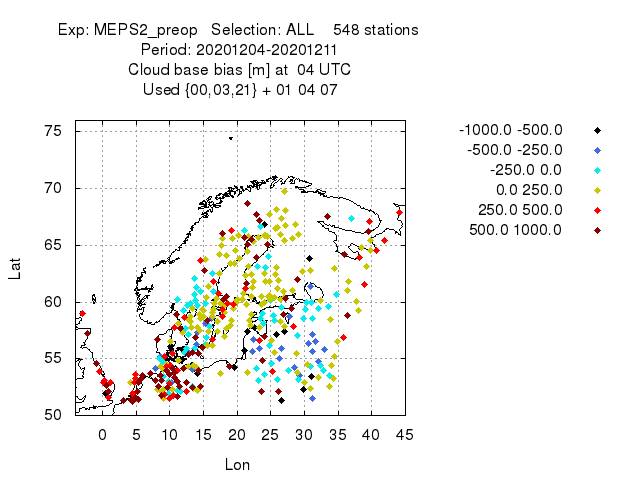 Exp: MEPS2_preop   Selection: ALL    548 stations
Period: 20201204-20201211
Cloud base bias [m] at  04 UTC
Used {00,03,21} + 01 04 07
-1000.0 -500.0
-500.0 -250.0
-250.0 0.0
0.0 250.0
250.0 500.0
500.0 1000.0
75
70
65
60
55
50
Lat
0 5 10 15 20 25 30 35 40 45
Lon